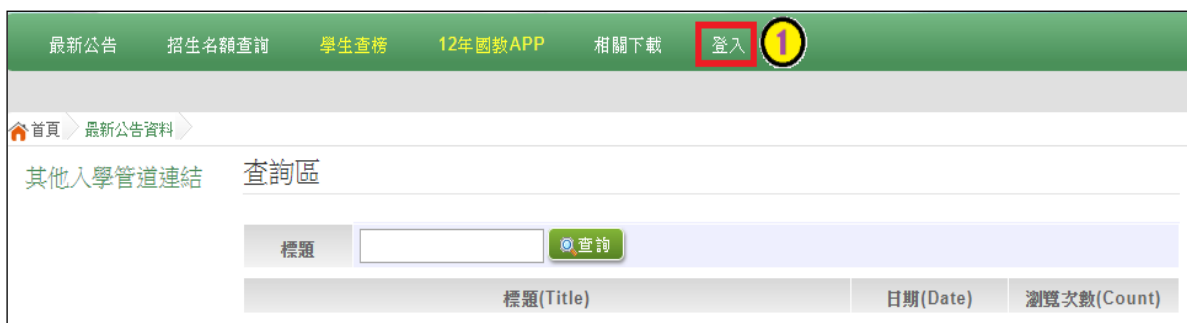 最新公告 招生名額查詢 學生查榜 12年國教APP 相關下載 登入 1
首頁 最新公告資料
其他入學管道連結 查詢區
標題 查詢
標題(Title) 日期(Date) 瀏覽次數(Count)